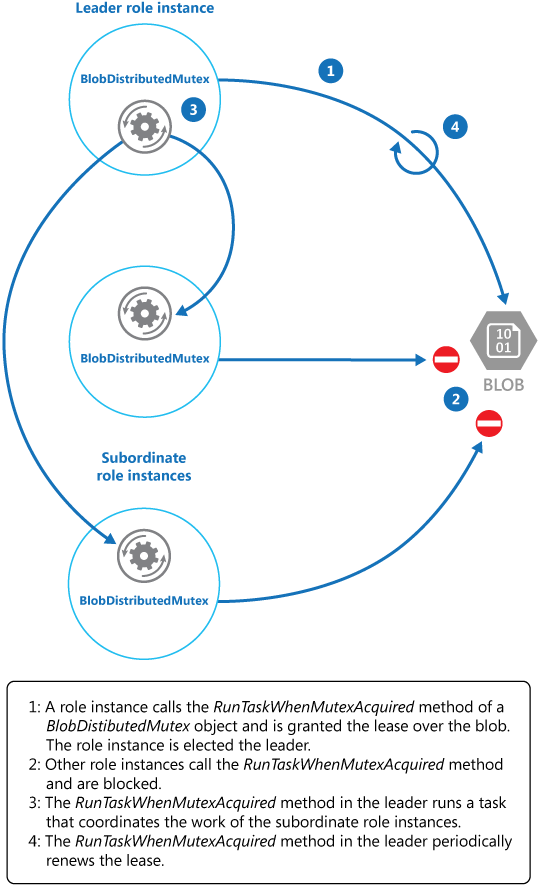 Leader role instance
BlobDistributedMutex
1
3
4
BlobDistributedMutex
10
01
BLOB
2
Subordinate
role instances
BlobDistributedMutex
1: A role instance calls the RunTaskWhenMutexAcquired method of a
BlobDistibutedMutex object and is granted the lease over the blob.
The role instance is elected the leader.
2: Other role instances call the RunTaskWhenMutexAcquired method
and are blocked.
3: The RunTaskWhenMutexAcquired method in the leader runs a task
that coordinates the work of the subordinate role instances.
4: The RunTaskWhenMutexAcquired method in the leader periodically
renews the lease.